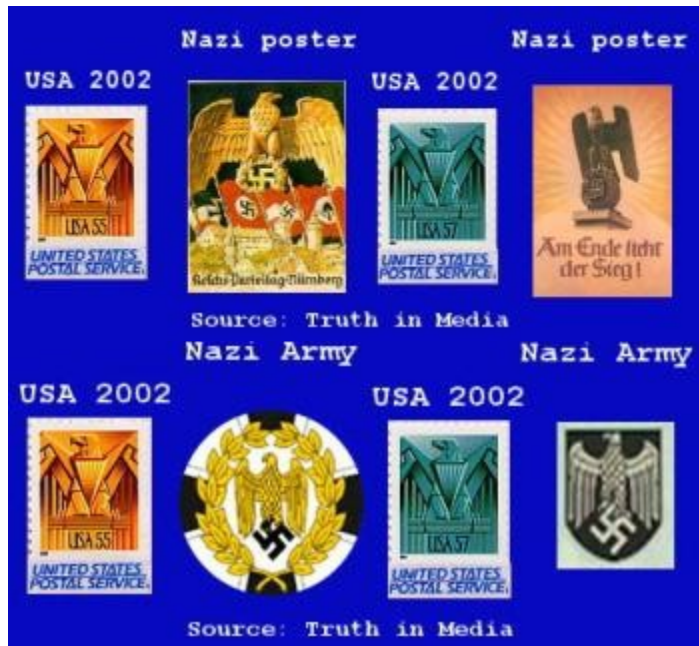 Nazi poster
Nazi poster
USA 2002
USA 2002
USA 55
UNITED STATES
POSTAL SERVICE
Reichs-Parteitag-Nürnberg
USA 57
UNITED STATES
POSTAL SERVICE
Am Ende steht
der Sieg!
Source: Truth in Media
Nazi Army
Nazi Army
USA 2002
USA 2002
USA 55
UNITED STATES
POSTAL SERVICE
USA 57
UNITED STATES
POSTAL SERVICE
Source: Truth in Media